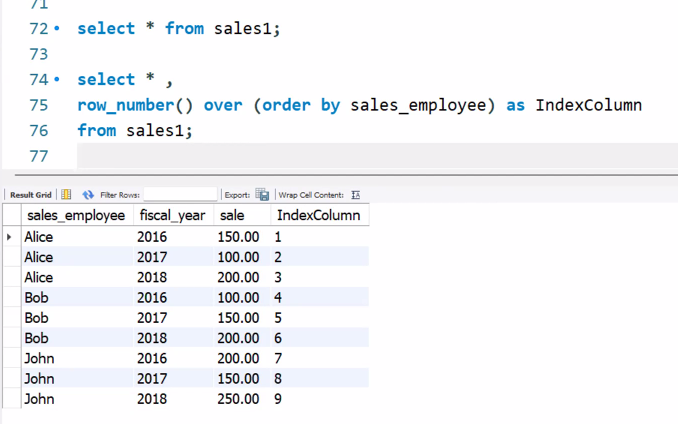 71
72 select * from sales1;
73
74 select * ,
75 row_number() over (order by sales_employee) as IndexColumn
76 from sales1;
77
Result Grid Filter Rows: Export: Wrap Cell Content:
sales_employee fiscal_year sale IndexColumn
Alice 2016 150.00 1
Alice 2017 100.00 2
Alice 2018 200.00 3
Bob 2016 100.00 4
Bob 2017 150.00 5
Bob 2018 200.00 6
John 2016 200.00 7
John 2017 150.00 8
John 2018 250.00 9